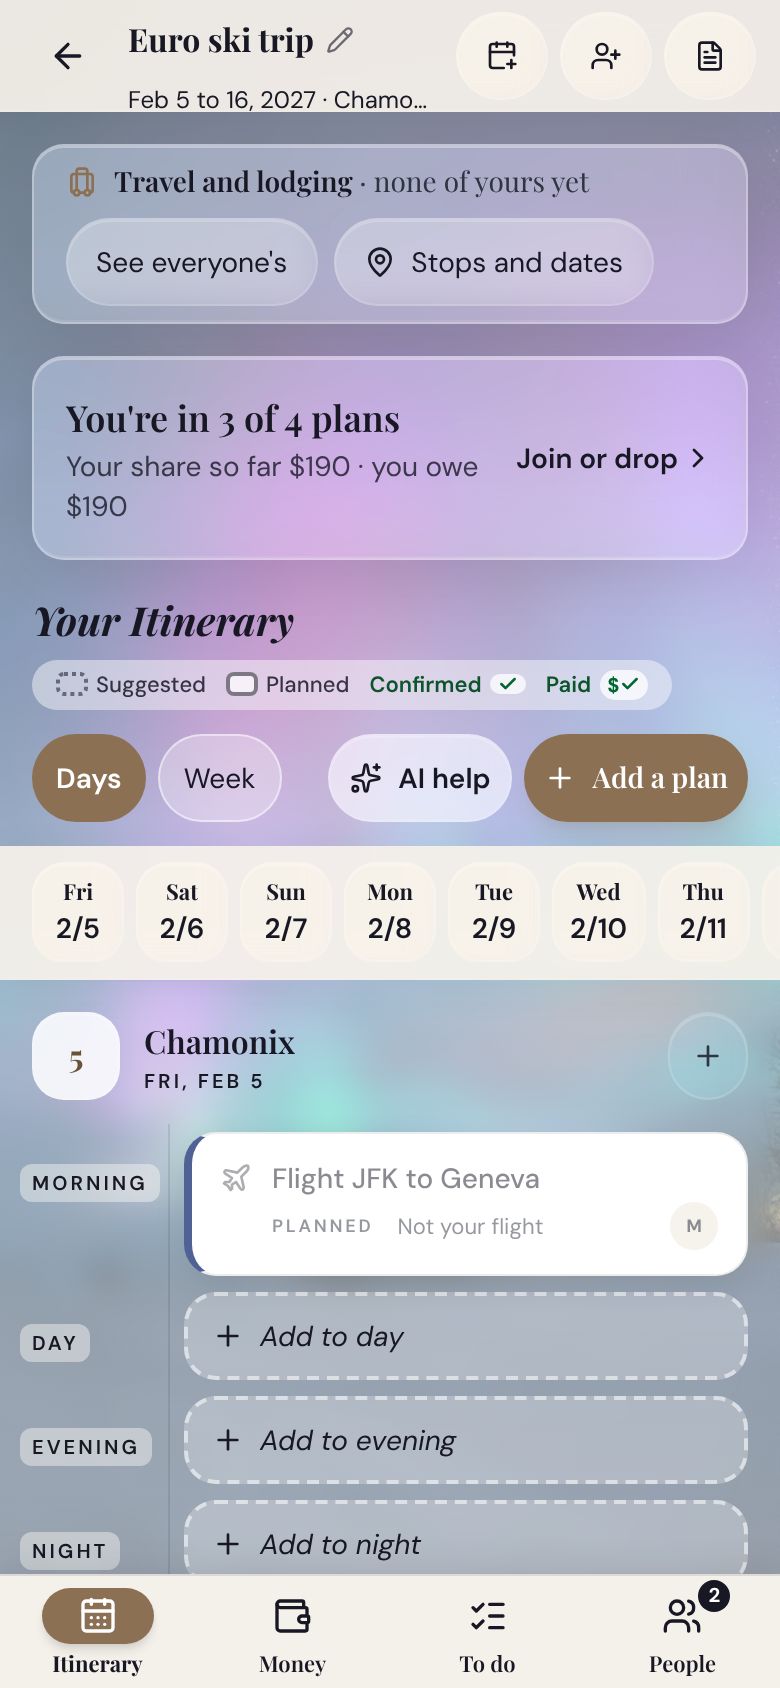 Euro ski trip
Feb 5 to 16, 2027 · Chamo...
Travel and lodging · none of yours yet
See everyone's
Stops and dates
You're in 3 of 4 plans
Your share so far $190 · you owe
$190
Join or drop
Your Itinerary
Suggested Planned Confirmed Paid $
Days Week AI help + Add a plan
Fri Sat Sun Mon Tue Wed Thu
2/5 2/6 2/7 2/8 2/9 2/10 2/11
5
Chamonix
FRI, FEB 5
+
MORNING
Flight JFK to Geneva
PLANNED Not your flight M
DAY
+ Add to day
EVENING
+ Add to evening
NIGHT
+ Add to night
2
Itinerary Money To do People